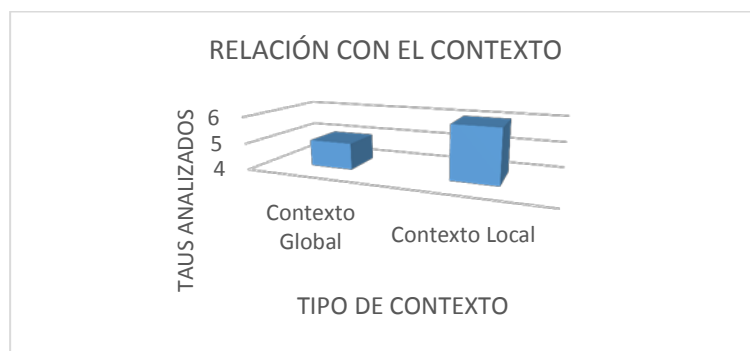 RELACIÓN CON EL CONTEXTO
TAUS ANALIZADOS
6
5
4
Contexto
Global
Contexto Local
TIPO DE CONTEXTO